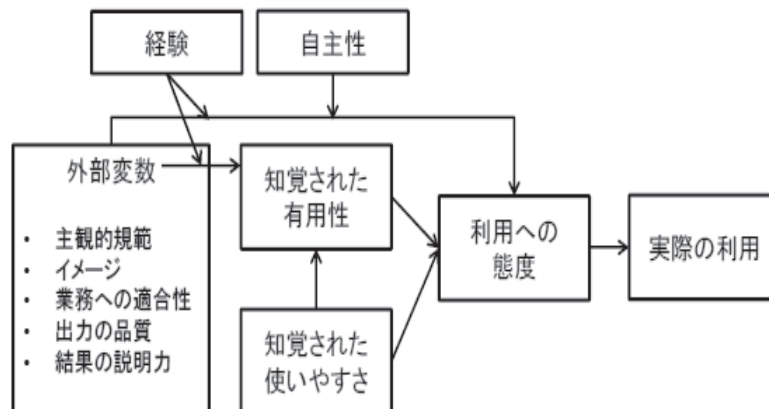 経験
自主性
外部変数
・ 主観的規範
・ イメージ
・ 業務への適合性
・ 出力の品質
・ 結果の説明力
知覚された
有用性
知覚された
使いやすさ
利用への
態度
実際の利用